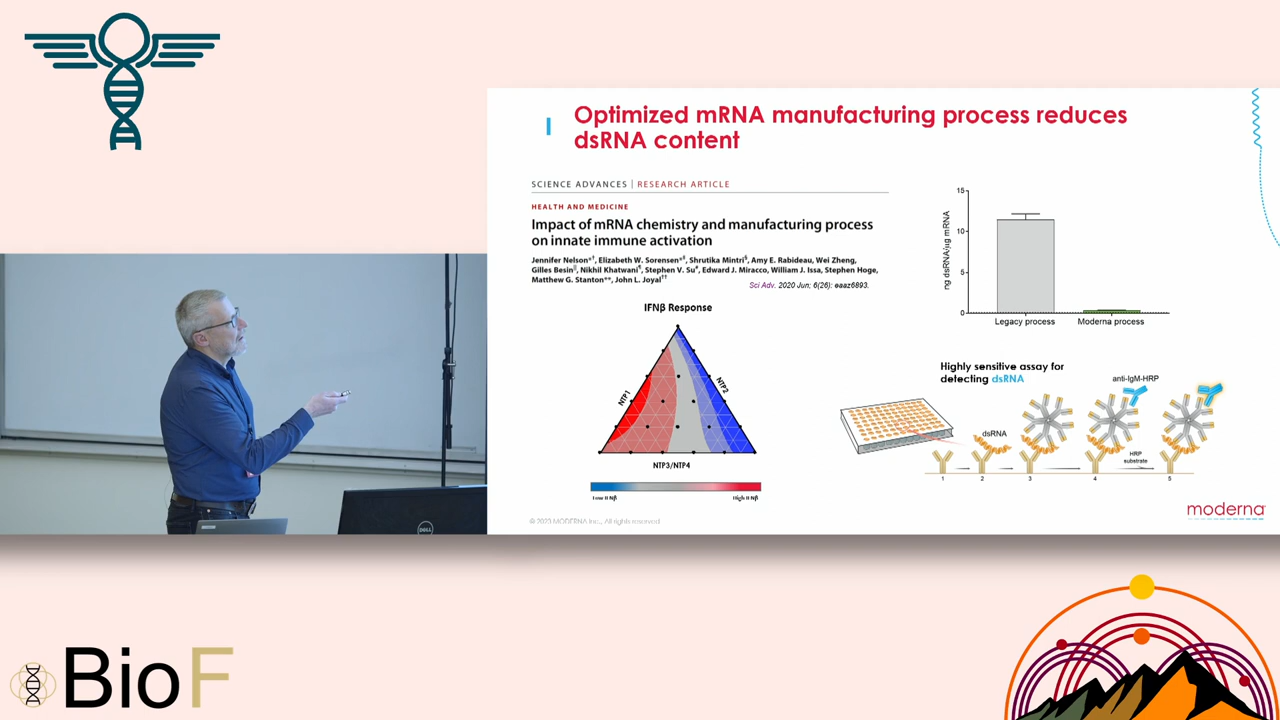 Optimized mRNA manufacturing process reduces
dsRNA content
SCIENCE ADVANCES | RESEARCH ARTICLE
HEALTH AND MEDICINE
Impact of mRNA chemistry and manufacturing process
on innate immune activation
Jennifer Nelson*†, Elizabeth W. Sorensen*‡, Shrutika Mintri§, Amy E. Rabideau, Wei Zheng,
Gilles Besin||, Nikhil Khatwani¶, Stephen V. Su#, Edward J. Miracco, William J. Issa, Stephen Hoge,
Matthew G. Stanton**, John L. Joyal††
Sci Adv. 2020 Jun; 6(26): eaaz6893.
IFNβ Response
NTP1
NTP2
NTP3/NTP4
Low IFNβ
High IFNβ
ng dsRNA/µg mRNA
15
10
5
0
Legacy process
Moderna process
Highly sensitive assay for
detecting dsRNA
anti-IgM-HRP
dsRNA
HRP
substrate
1 2 3 4 5
© 2023 MODERNA Inc., All rights reserved
moderna
DELL
BioF